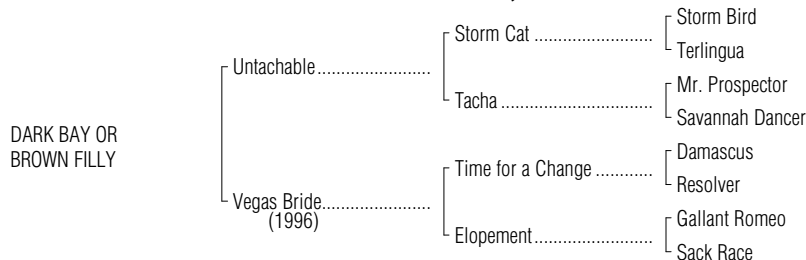 Storm Bird
Storm Cat ........................
Terlingua
Untachable.......................
Mr. Prospector
Tacha ...............................
Savannah Dancer
DARK BAY OR
BROWN FILLY
Damascus
Time for a Change ............
Resolver
Vegas Bride......................
(1996)
Gallant Romeo
Elopement........................
Sack Race